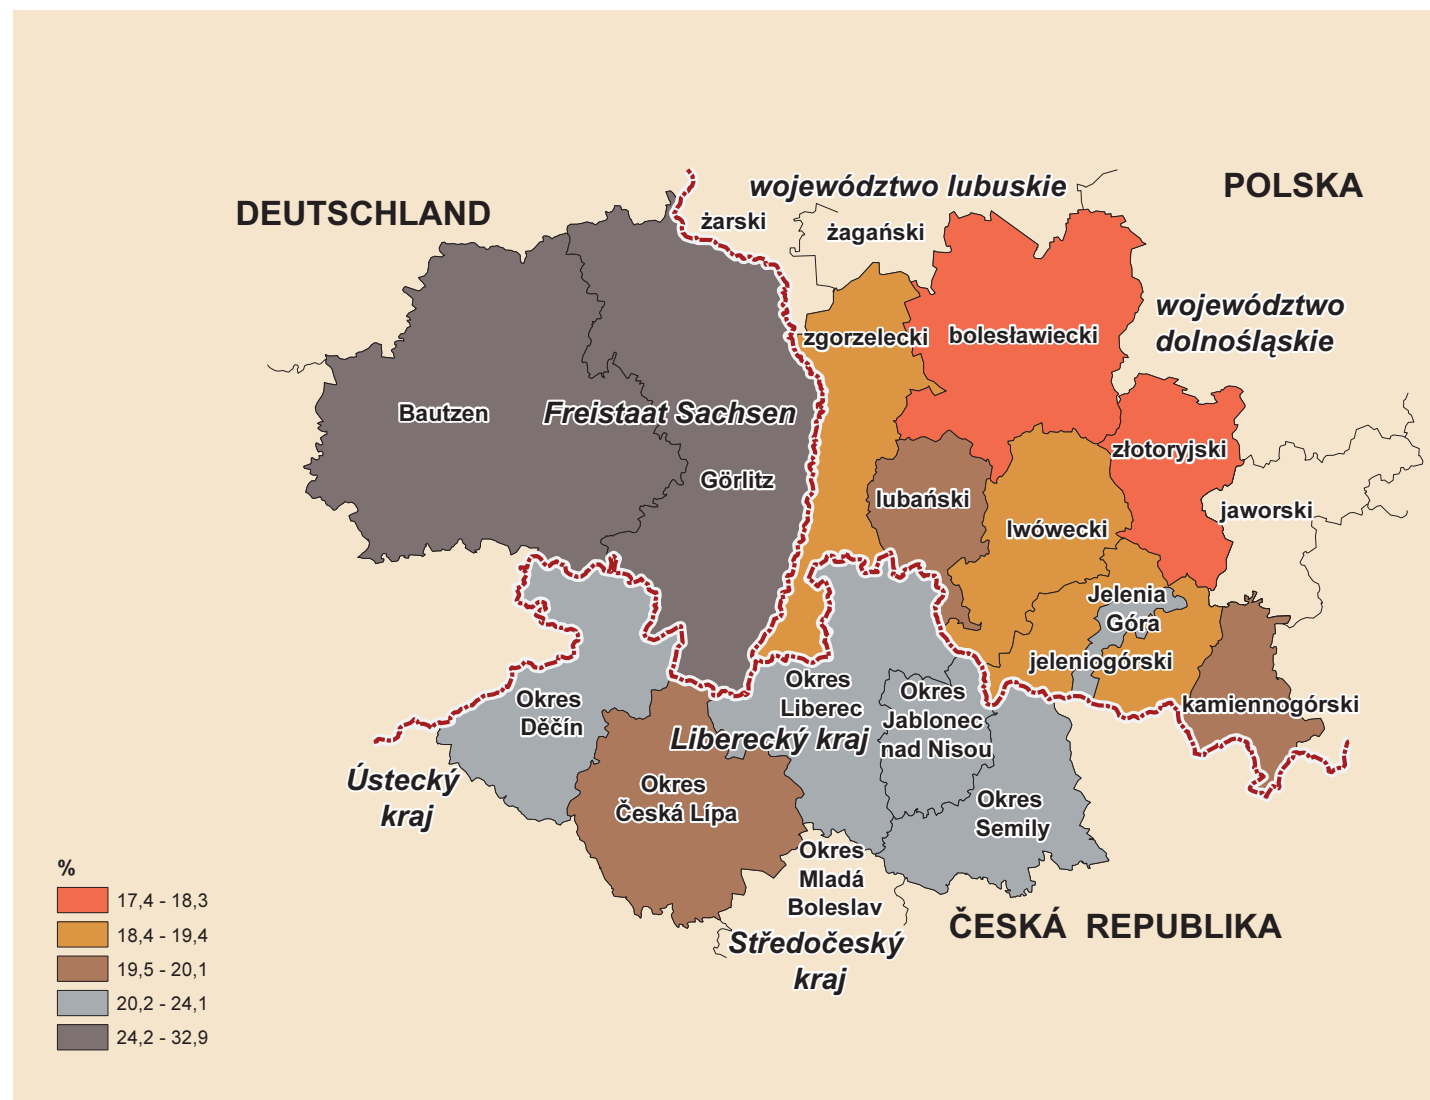 województwo lubuskie
POLSKA
DEUTSCHLAND
żarski
żagański
województwo
dolnośląskie
zgorzelecki
bolesławiecki
Bautzen
Freistaat Sachsen
złotoryjski
Görlitz
lubański
jaworski
lwówecki
Jelenia
Góra
jeleniogórski
Okres
Liberec
Okres
Jablonec
nad Nisou
Okres
Děčín
kamiennogórski
Liberecký kraj
Ústecký
kraj
Okres
Česká Lípa
Okres
Semily
Okres
Mladá
Boleslav
Středočeský
kraj
ČESKÁ REPUBLIKA
%
17,4 - 18,3
18,4 - 19,4
19,5 - 20,1
20,2 - 24,1
24,2 - 32,9